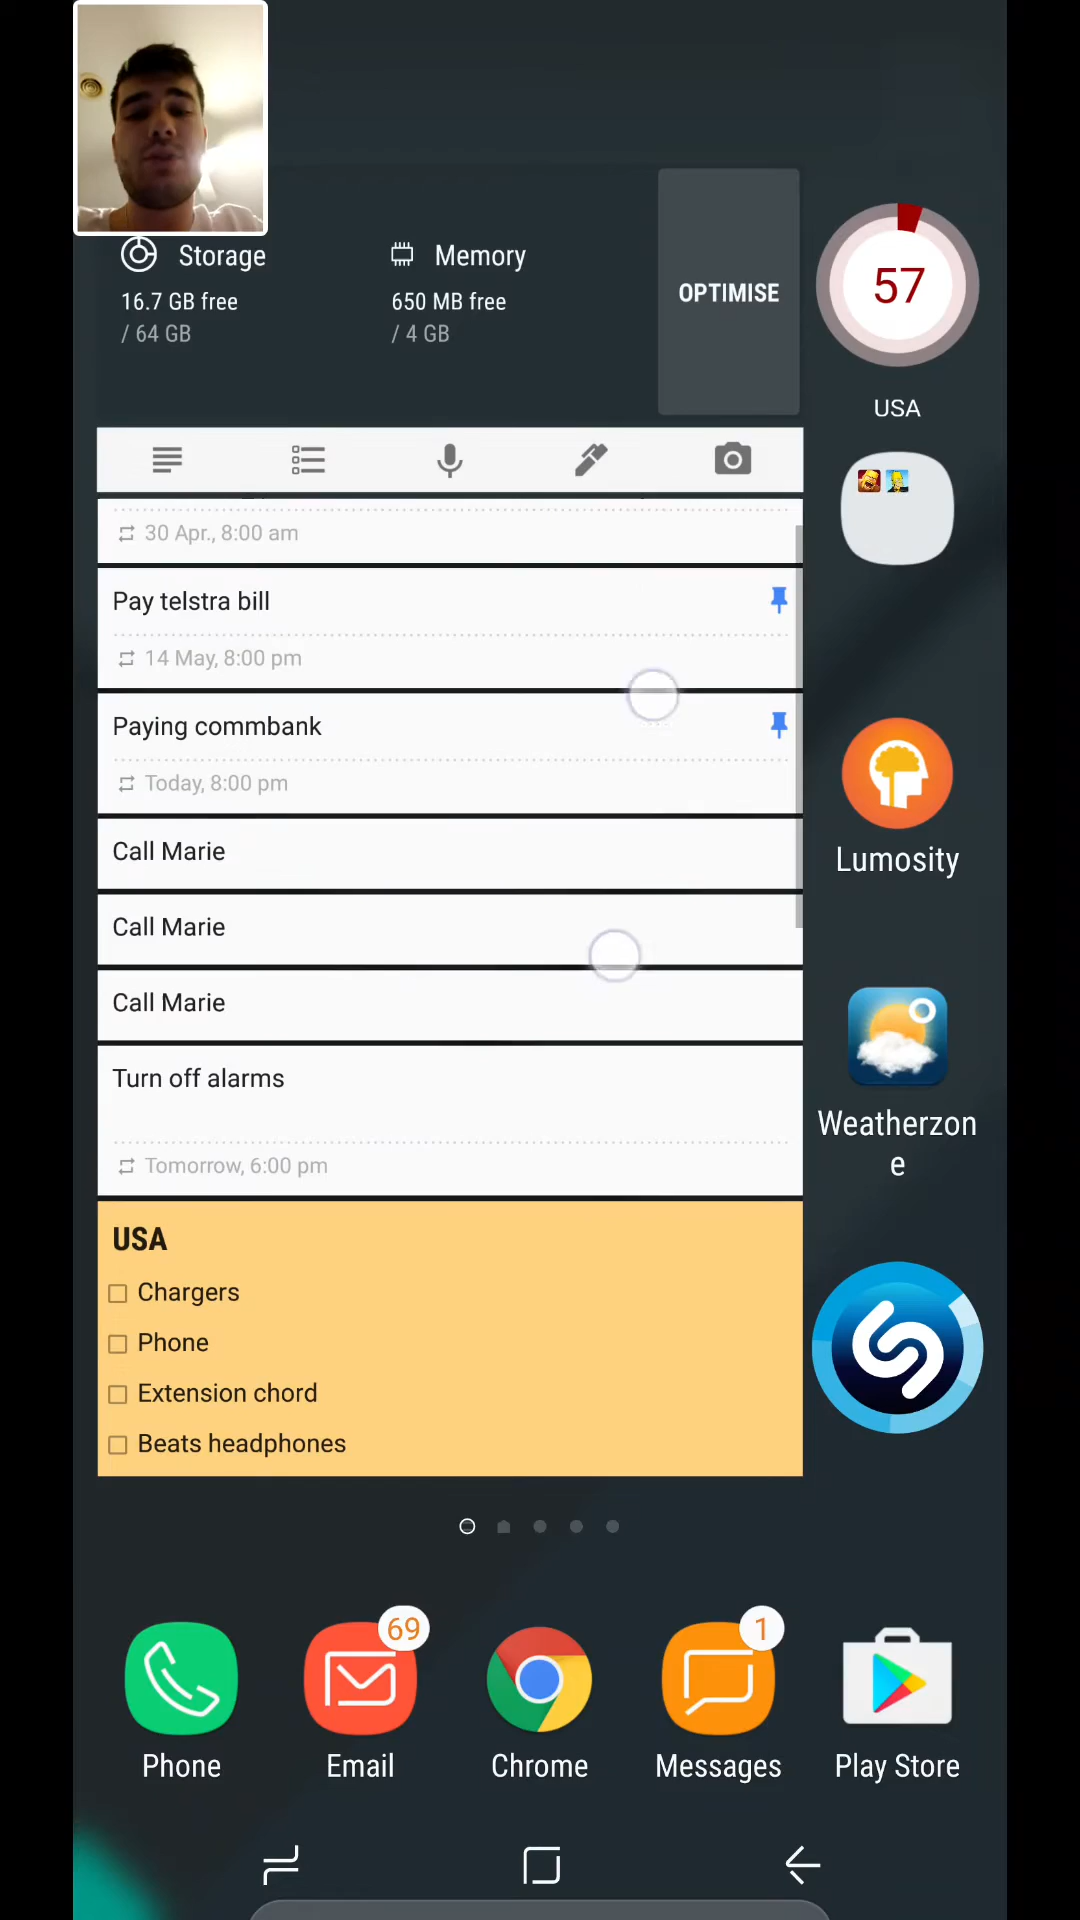 Storage
16.7 GB free
/ 64 GB
Memory
650 MB free
/ 4 GB
OPTIMISE
57
USA
30 Apr., 8:00 am
Pay telstra bill
14 May, 8:00 pm
Paying commbank
Today, 8:00 pm
Call Marie
Call Marie
Call Marie
Turn off alarms
Tomorrow, 6:00 pm
USA
Chargers
Phone
Extension chord
Beats headphones
Lumosity
Weatherzon
e
69
1
Phone
Email
Chrome
Messages
Play Store